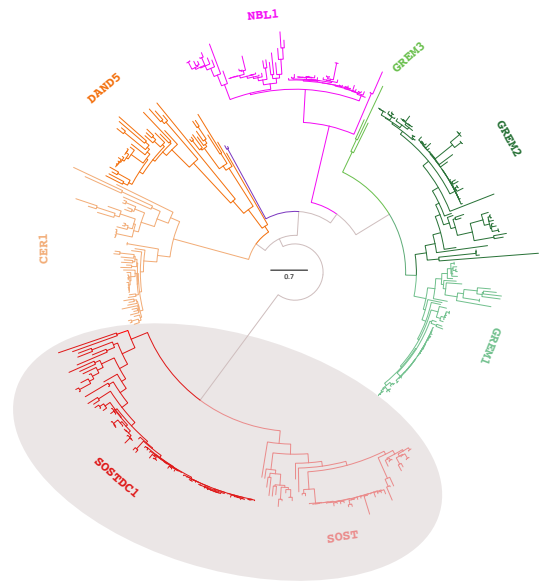 NBL1
GREM3
DAND5
GREM2
CER1
0.7
GREM1
SOSTDC1
SOST